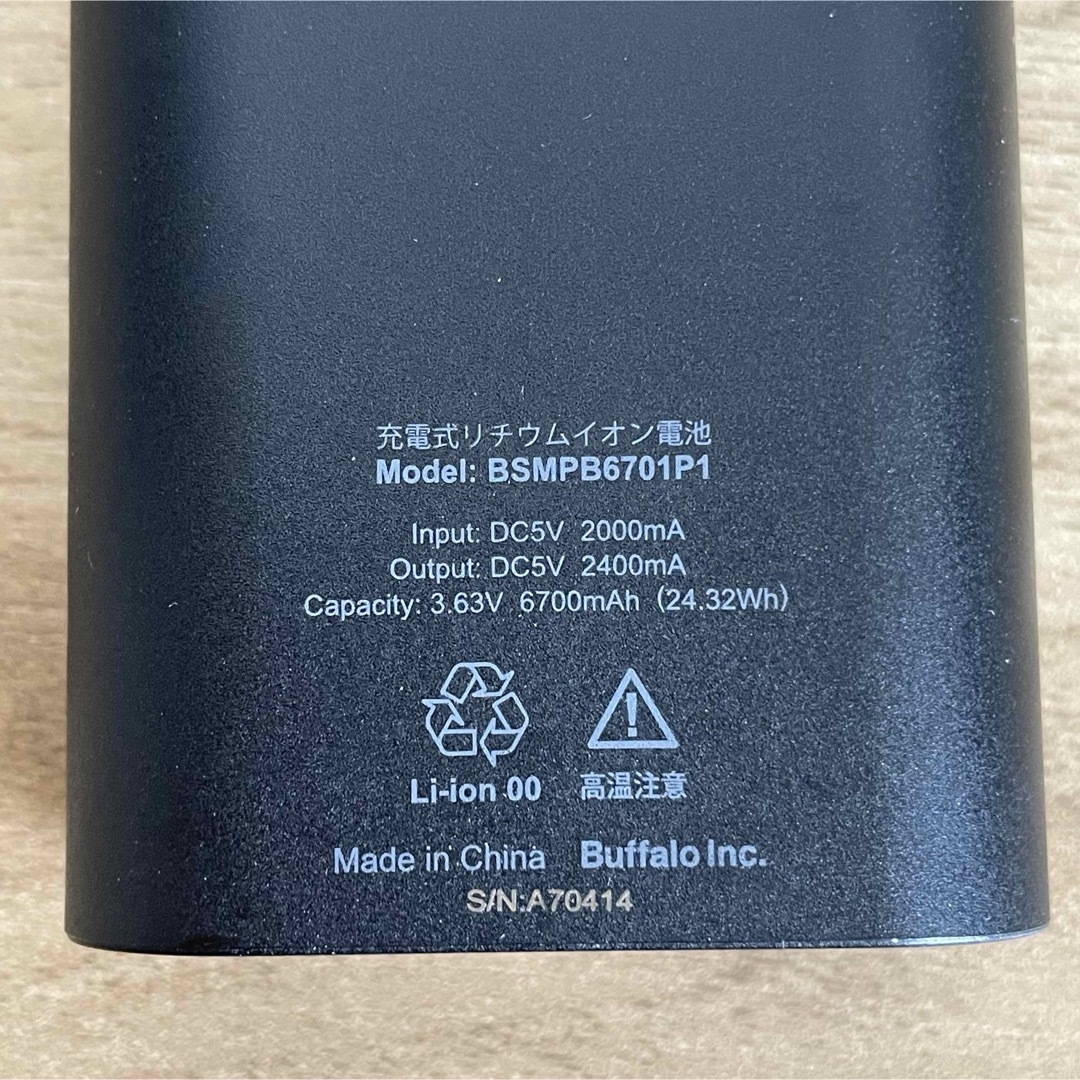 充電式リチウムイオン電池
Model: BSMPB6701P1
Input: DC5V 2000mA
Output: DC5V 2400mA
Capacity: 3.63V 6700mAh (24.32Wh)
Li-ion 00 高温注意
Made in China Buffalo Inc.
S/N:A70414